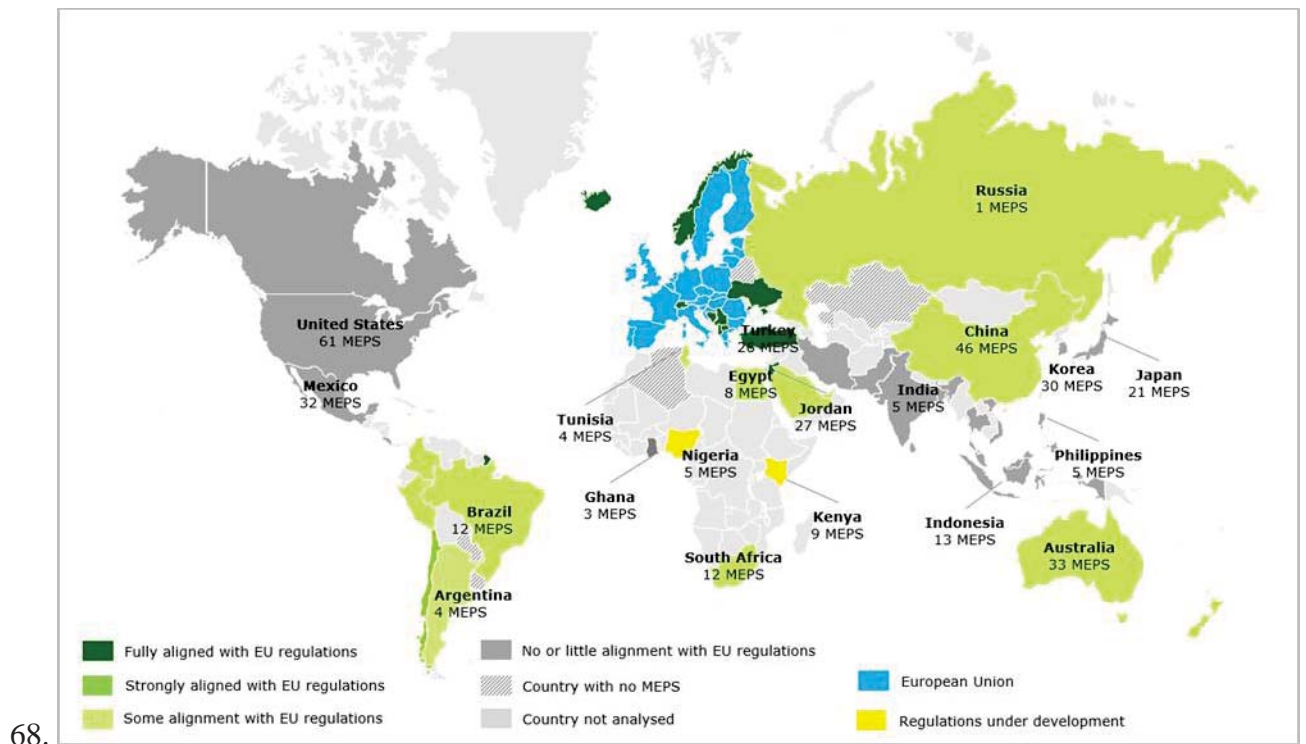 Russia
1 MEPS
United States
61 MEPS
China
46 MEPS
Turkey
26 MEPS
Korea
30 MEPS
Japan
21 MEPS
Mexico
32 MEPS
Egypt
8 MEPS
India
5 MEPS
Jordan
27 MEPS
Tunisia
4 MEPS
Nigeria
5 MEPS
Philippines
5 MEPS
Ghana
3 MEPS
Kenya
9 MEPS
Indonesia
13 MEPS
Brazil
12 MEPS
Australia
33 MEPS
South Africa
12 MEPS
Argentina
4 MEPS
Fully aligned with EU regulations
Strongly aligned with EU regulations
Some alignment with EU regulations
No or little alignment with EU regulations
Country with no MEPS
Country not analysed
European Union
Regulations under development
68.